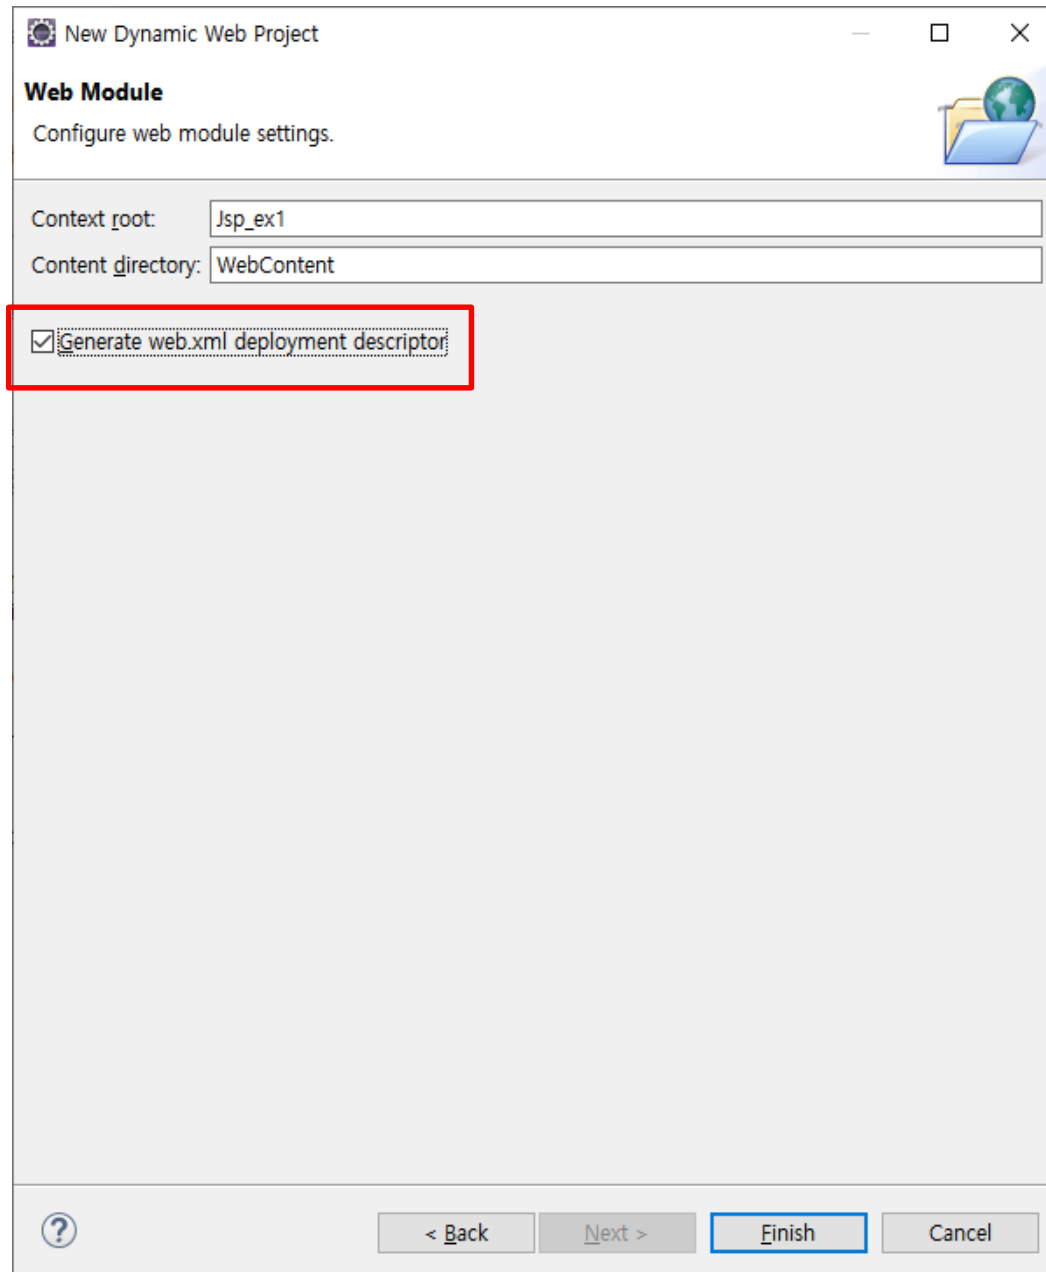 New Dynamic Web Project
Web Module
Configure web module settings.
Context root: Jsp_ex1
Content directory: WebContent
Generate web.xml deployment descriptor
? < Back Next > Finish Cancel